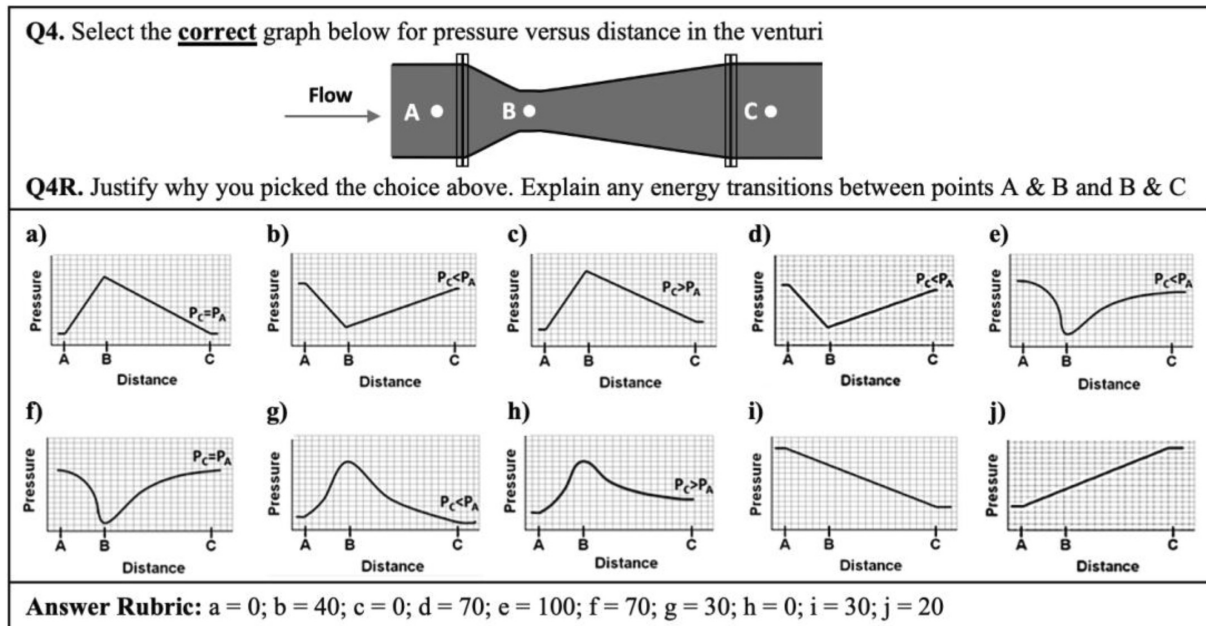 Q4. Select the correct graph below for pressure versus distance in the venturi
Flow
A
B
C
Q4R. Justify why you picked the choice above. Explain any energy transitions between points A & B and B & C
a)
b)
c)
d)
e)
Pressure
P_C=P_A
A B C
Distance
Pressure
P_C<P_A
A B C
Distance
Pressure
P_C>P_A
A B C
Distance
Pressure
P_C<P_A
A B C
Distance
Pressure
P_C<P_A
A B C
Distance
f)
g)
h)
i)
j)
Pressure
P_C=P_A
A B C
Distance
Pressure
P_C<P_A
A B C
Distance
Pressure
P_C>P_A
A B C
Distance
Pressure
A B C
Distance
Pressure
A B C
Distance
Answer Rubric: a = 0; b = 40; c = 0; d = 70; e = 100; f = 70; g = 30; h = 0; i = 30; j = 20